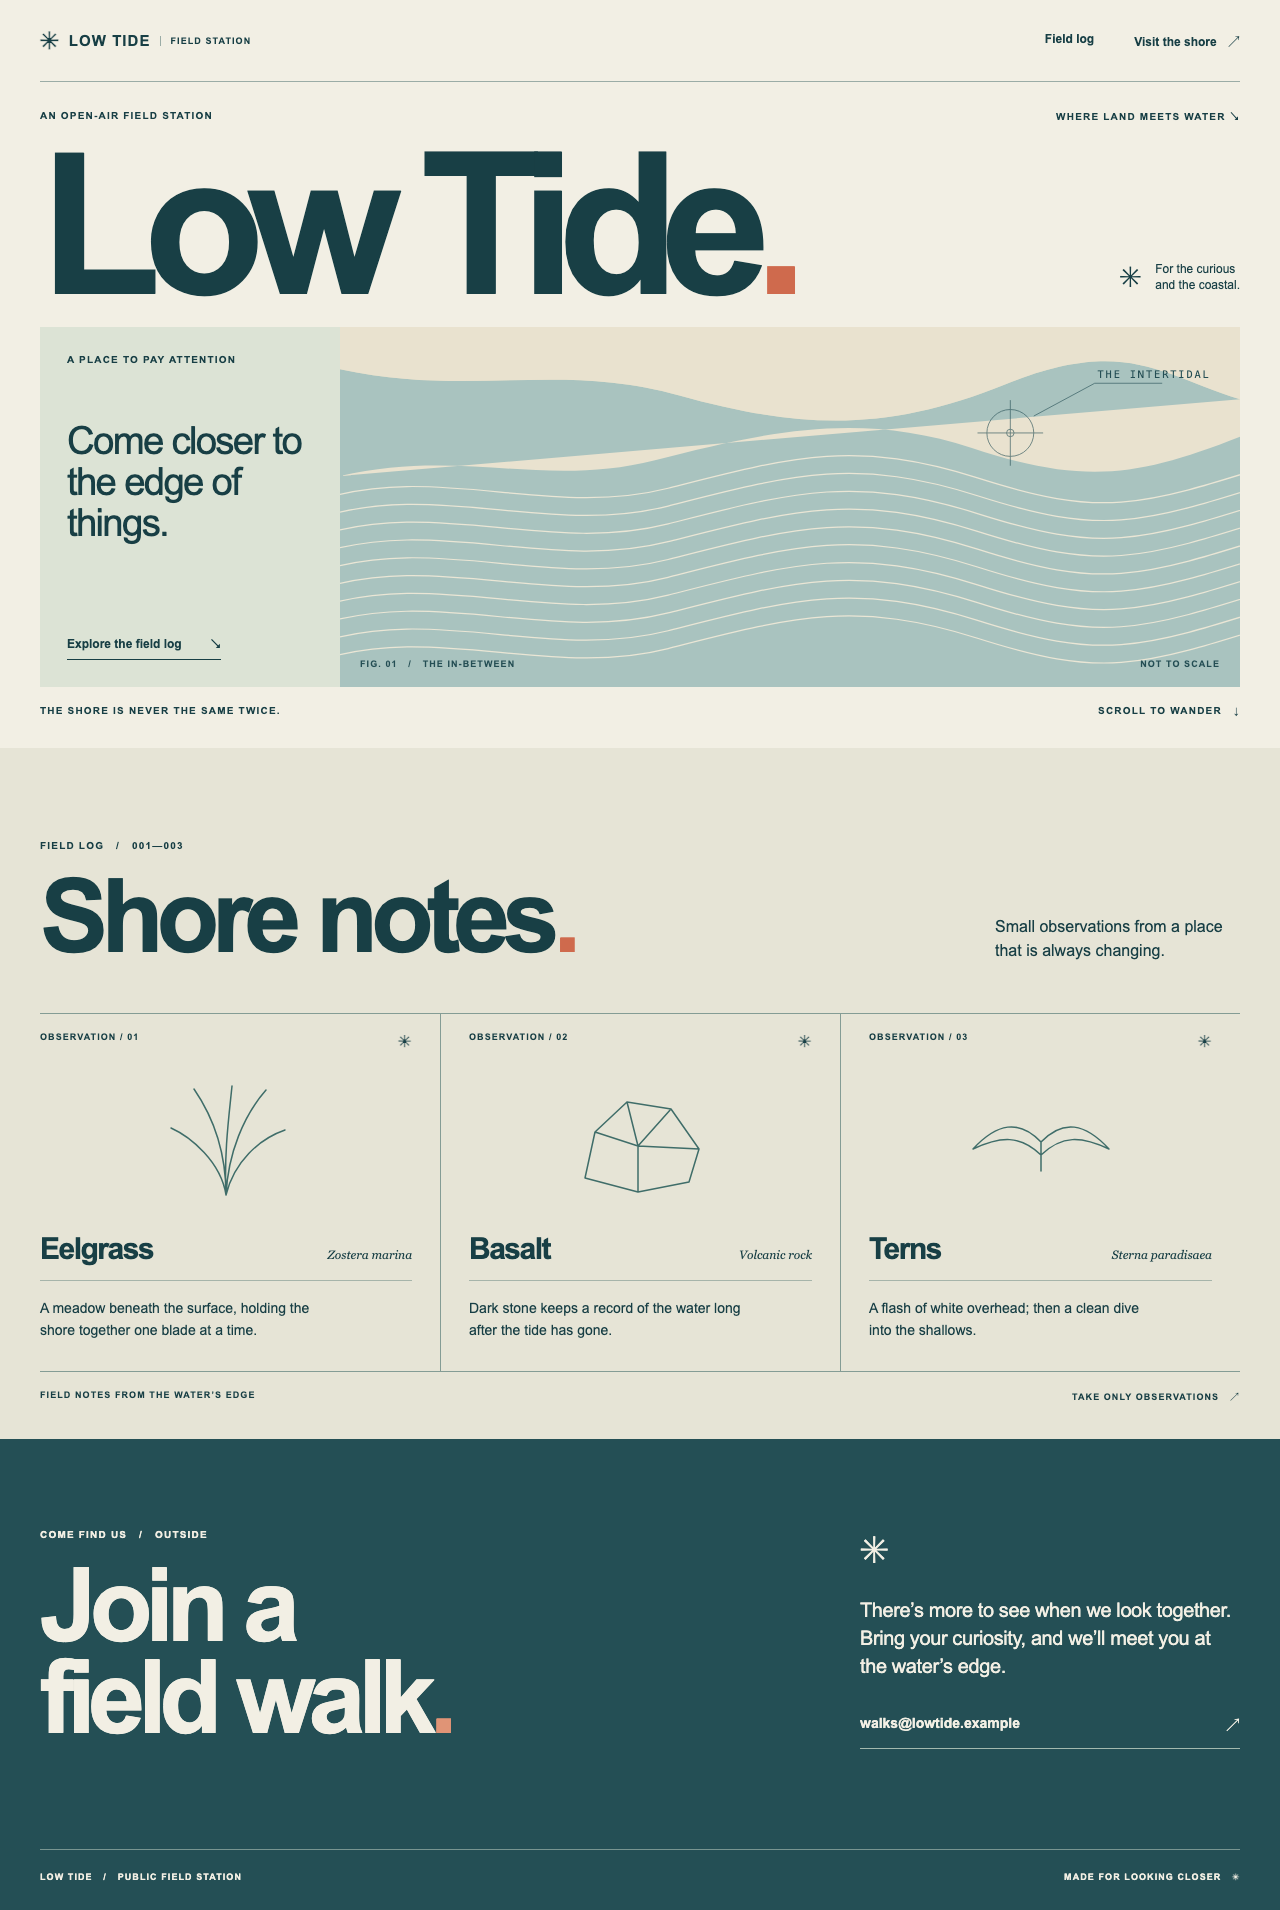 LOW TIDE | FIELD STATION
Field log
Visit the shore ↗
AN OPEN-AIR FIELD STATION
WHERE LAND MEETS WATER ↘
Low Tide.
For the curious
and the coastal.
A PLACE TO PAY ATTENTION
Come closer to
the edge of
things.
Explore the field log ↘
THE INTERTIDAL
FIG. 01 / THE IN-BETWEEN
NOT TO SCALE
THE SHORE IS NEVER THE SAME TWICE.
SCROLL TO WANDER ↓
FIELD LOG / 001—003
Shore notes.
Small observations from a place
that is always changing.
OBSERVATION / 01
Eelgrass
Zostera marina
A meadow beneath the surface, holding the
shore together one blade at a time.
OBSERVATION / 02
Basalt
Volcanic rock
Dark stone keeps a record of the water long
after the tide has gone.
OBSERVATION / 03
Terns
Sterna paradisaea
A flash of white overhead; then a clean dive
into the shallows.
FIELD NOTES FROM THE WATER'S EDGE
TAKE ONLY OBSERVATIONS ↗
COME FIND US / OUTSIDE
Join a
field walk.
There’s more to see when we look together.
Bring your curiosity, and we’ll meet you at
the water’s edge.
walks@lowtide.example ↗
LOW TIDE / PUBLIC FIELD STATION
MADE FOR LOOKING CLOSER ✳